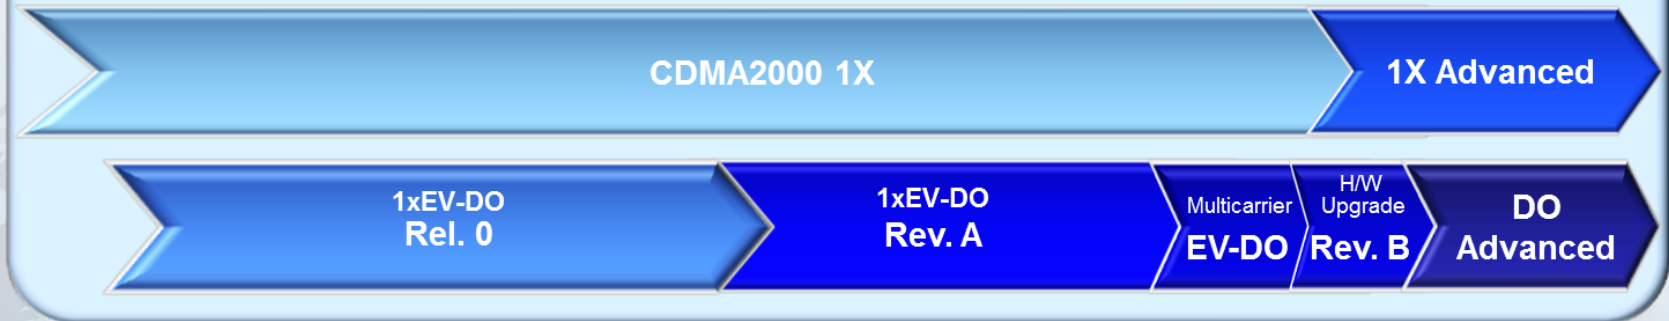 CDMA2000 1X
1X Advanced
1xEV-DO
Rel. 0
1xEV-DO
Rev. A
Multicarrier
EV-DO
H/W
Upgrade
Rev. B
DO
Advanced